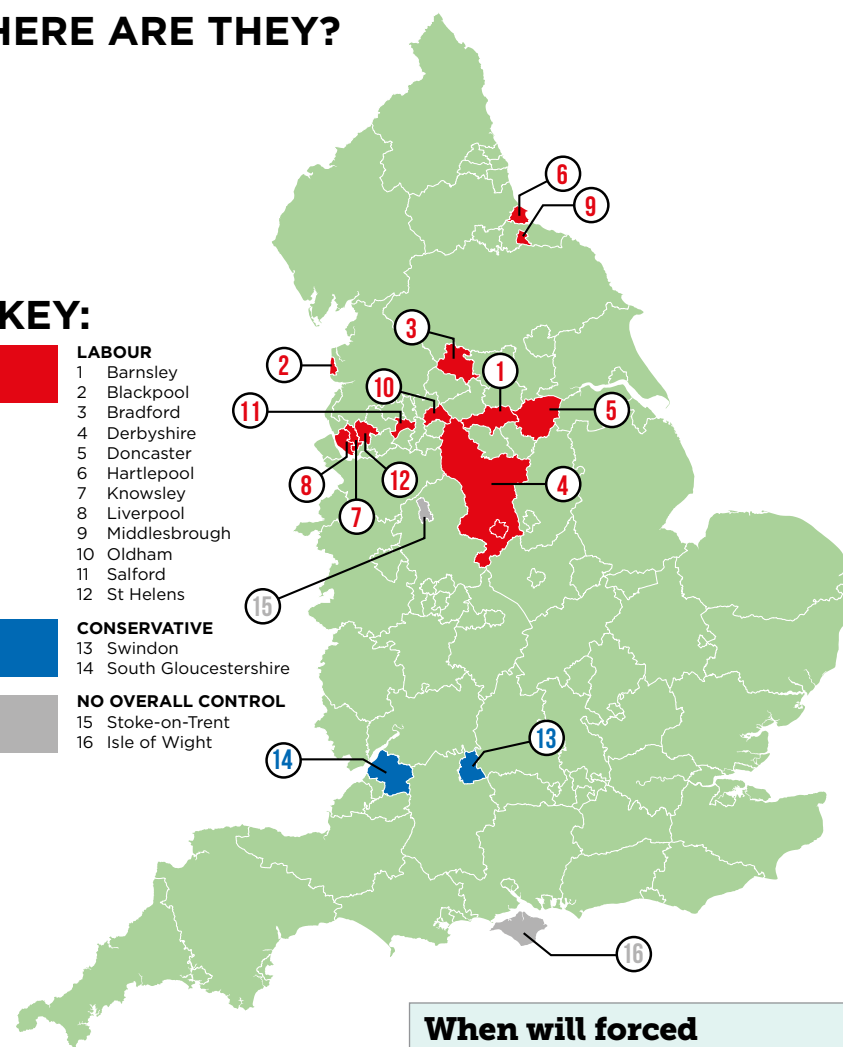 HERE ARE THEY?
KEY:
LABOUR
1 Barnsley
2 Blackpool
3 Bradford
4 Derbyshire
5 Doncaster
6 Hartlepool
7 Knowsley
8 Liverpool
9 Middlesbrough
10 Oldham
11 Salford
12 St Helens
CONSERVATIVE
13 Swindon
14 South Gloucestershire
NO OVERALL CONTROL
15 Stoke-on-Trent
16 Isle of Wight
6
9
3
2
1
10
11
5
12
8
4
7
15
13
14
16
When will forced